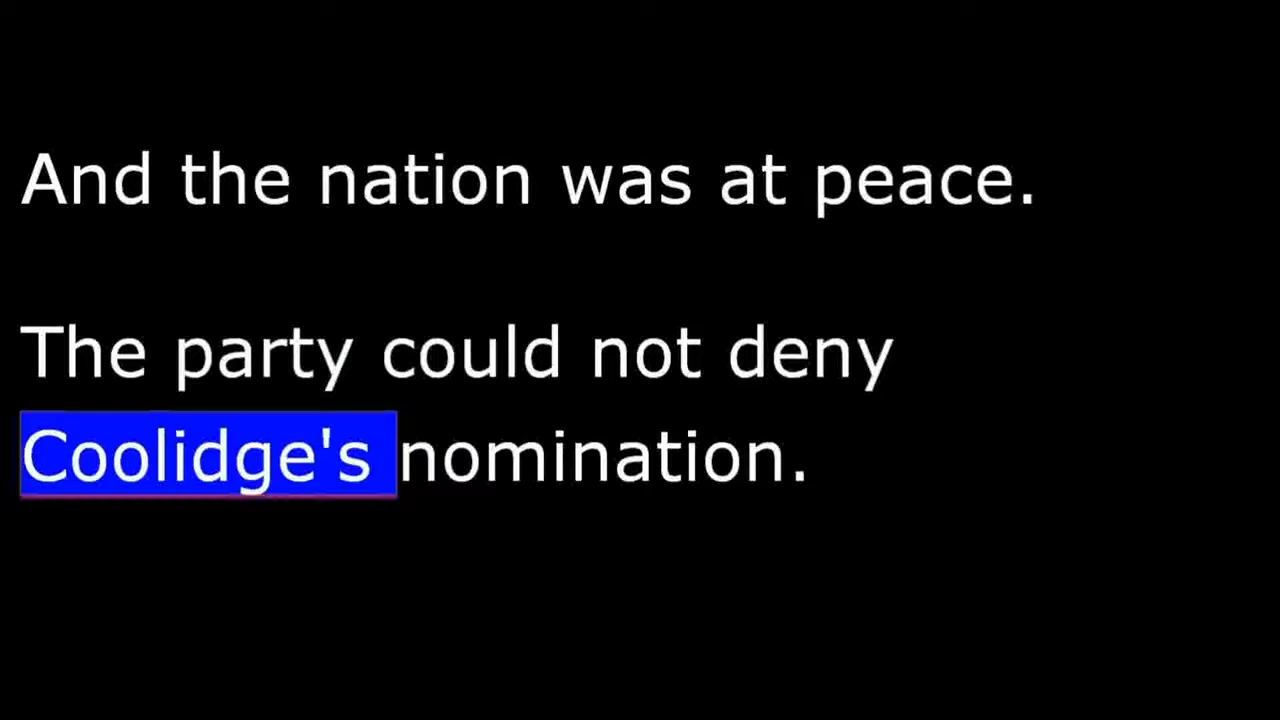 And the nation was at peace.
The party could not deny
Coolidge's nomination.